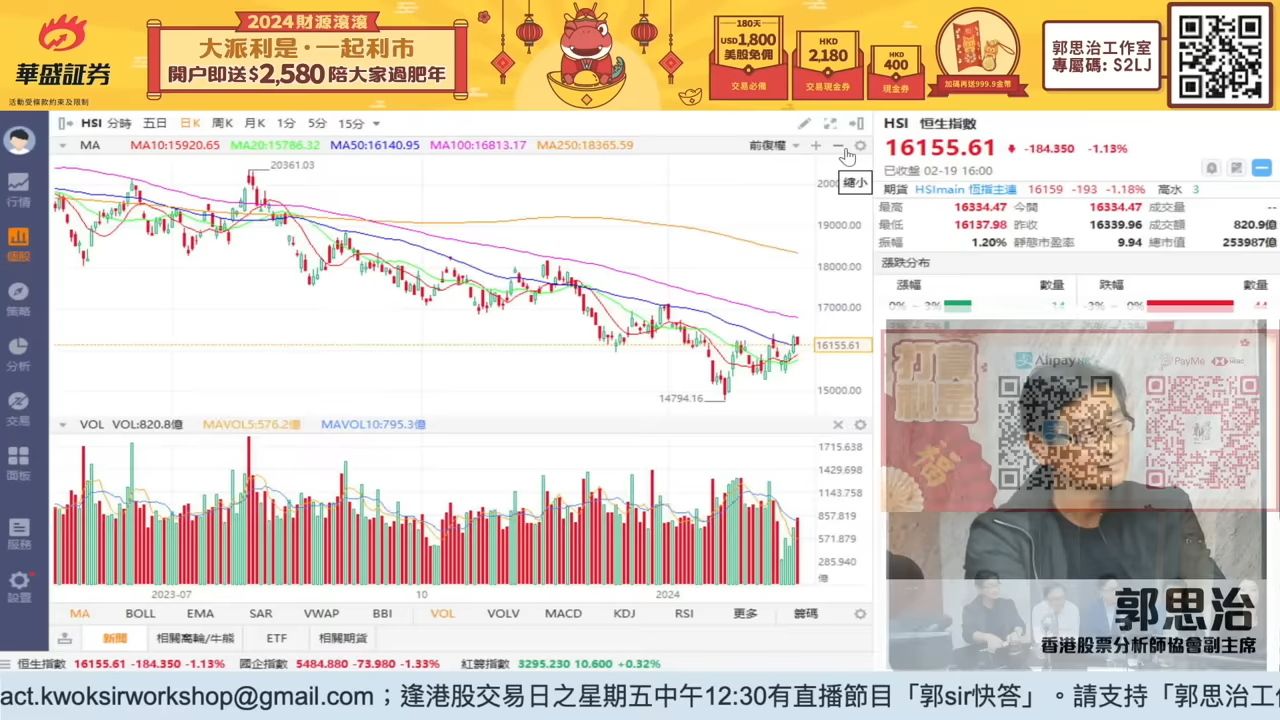 華盛証券
活動受條款約束及限制
2024財源滾滾
大派利是·一起利市
開户即送$2,580陪大家過肥年
180天
USD1,800
美股免佣
交易必備
HKD
2,180
交易現金券
HKD
400
現金券
加碼再送999.9金幣
郭思治工作室
專屬碼: S2LJ
HSI 分時 五日 日K 周K 月K 1分 5分 15分
MA MA10:15920.65 MA20:15786.32 MA50:16140.95 MA100:16813.17 MA250:18365.59 前復權
縮小
行情
個股
策略
分析
交易
面板
服務
設置
20361.03
14794.16
19000.00
18000.00
17000.00
16155.61
15000.00
VOL VOL:820.8億 MAVOL5:576.2億 MAVOL10:795.3億
1715.638
1429.698
1143.758
857.819
571.879
285.940
億
2023-07 10 2024
MA BOLL EMA SAR VWAP BBI VOL VOLV MACD KDJ RSI 更多 籌碼
新聞 相關窩輪/牛熊 ETF 相關期貨
HSI 恒生指數
16155.61 -184.350 -1.13%
已收盤 02-19 16:00
期貨 HSImain 恆指主連 16159 -193 -1.18% 高水 3
最高 16334.47 今開 16334.47 成交量 --
最低 16137.98 昨收 16339.96 成交額 820.9億
振幅 1.20% 靜態市盈率 9.94 總市值 253987億
漲跌分布
漲幅 數量 跌幅 數量
0% ~ 3% 14 -3% ~ 0% 44
打賞
利是
AlipayHK
PayMe HSBC
郭思治
香港股票分析師協會副主席
恒生指數 16155.61 -184.350 -1.13% 國企指數 5484.880 -73.980 -1.33% 紅籌指數 3295.230 10.600 +0.32%
act.kwoksirworkshop@gmail.com；逢港股交易日之星期五中午12:30有直播節目「郭sir快答」。請支持「郭思治工作